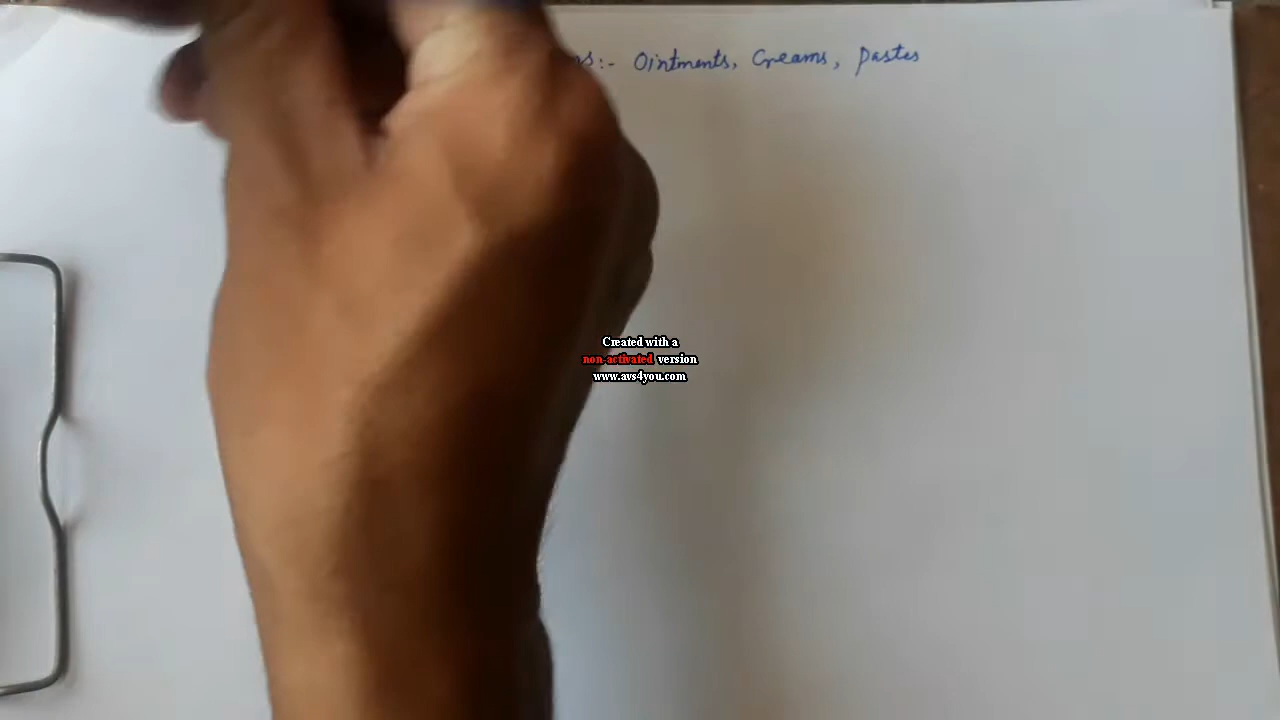 :- Ointments, Creams, Pastes
Created with a
non-activated version
www.avs4you.com